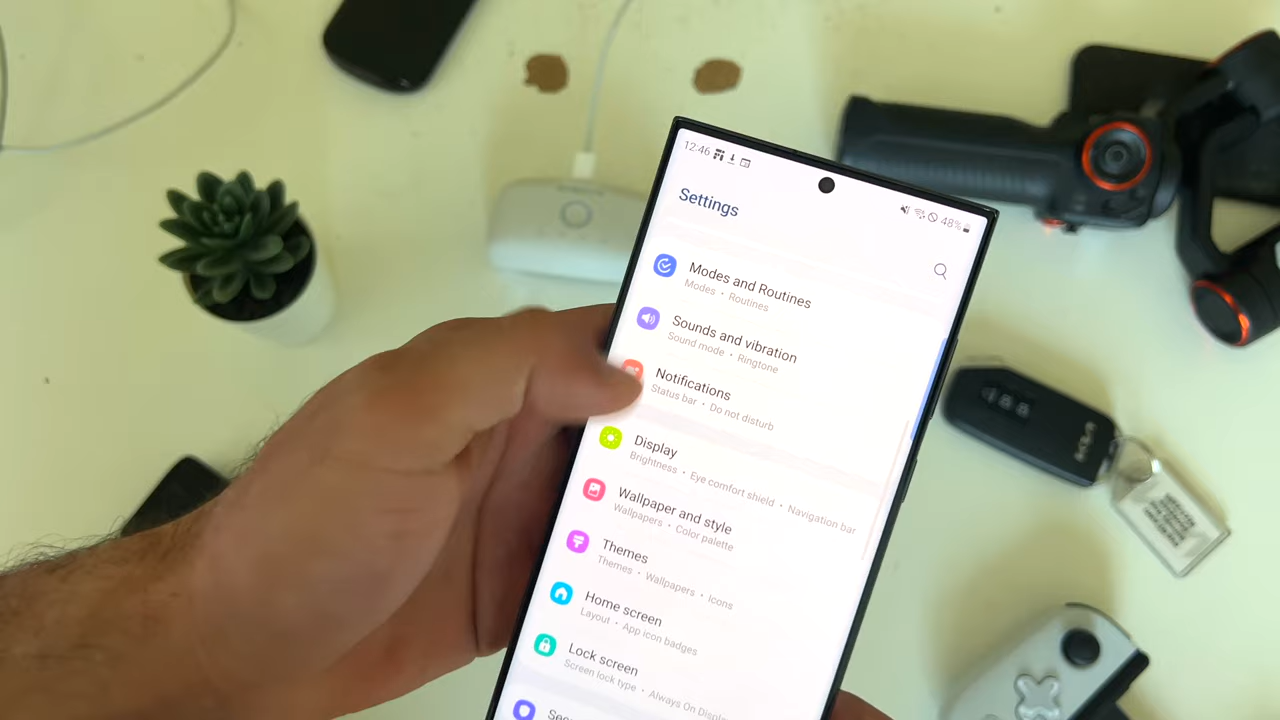 12:46
48%
Settings
Modes and Routines
Modes • Routines
Sounds and vibration
Sound mode • Ringtone
Notifications
Status bar • Do not disturb
Display
Brightness • Eye comfort shield • Navigation bar
Wallpaper and style
Wallpapers • Color palette
Themes
Themes • Wallpapers • Icons
Home screen
Layout • App icon badges
Lock screen
Screen lock type • Always On Display
KIA